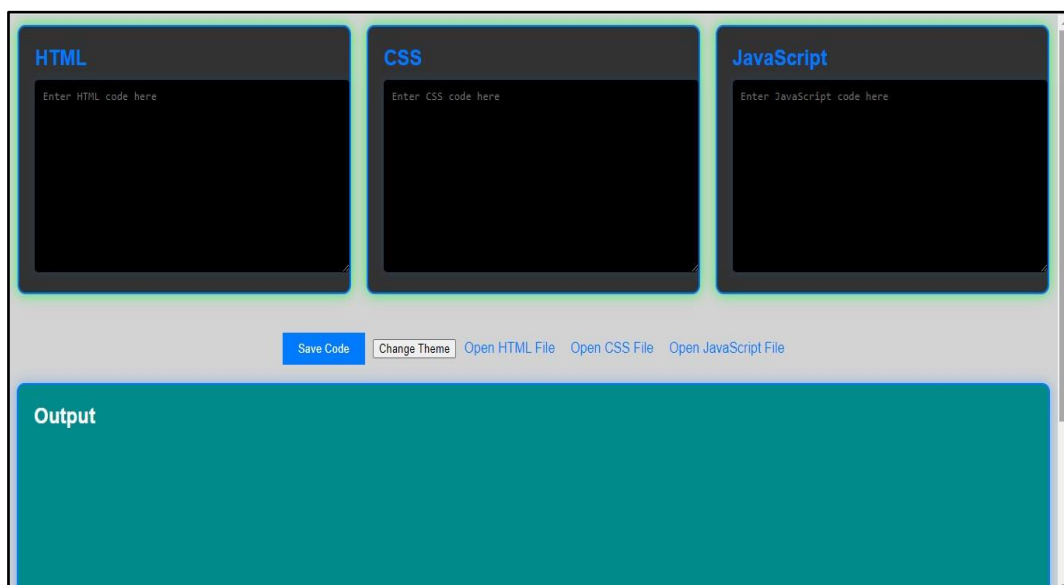 HTML
Enter HTML code here
CSS
Enter CSS code here
JavaScript
Enter JavaScript code here
Save Code
Change Theme
Open HTML File
Open CSS File
Open JavaScript File
Output